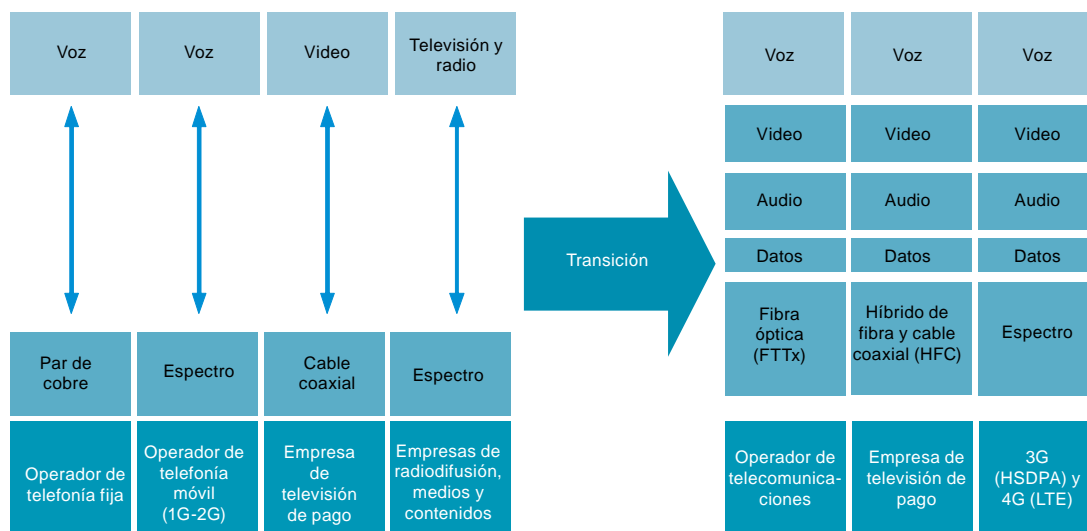 Voz
Voz
Video
Televisión y
radio
Par de
cobre
Espectro
Cable
coaxial
Espectro
Operador de
telefonía fija
Operador de
telefonía
móvil
(1G-2G)
Empresa
de
televisión
de pago
Empresas de
radiodifusión,
medios y
contenidos
Transición
Voz
Voz
Voz
Video
Video
Video
Audio
Audio
Audio
Datos
Datos
Datos
Fibra
óptica
(FTTx)
Híbrido de
fibra y cable
coaxial (HFC)
Espectro
Operador de
telecomunica-
ciones
Empresa de
televisión de
pago
3G
(HSDPA) y
4G (LTE)